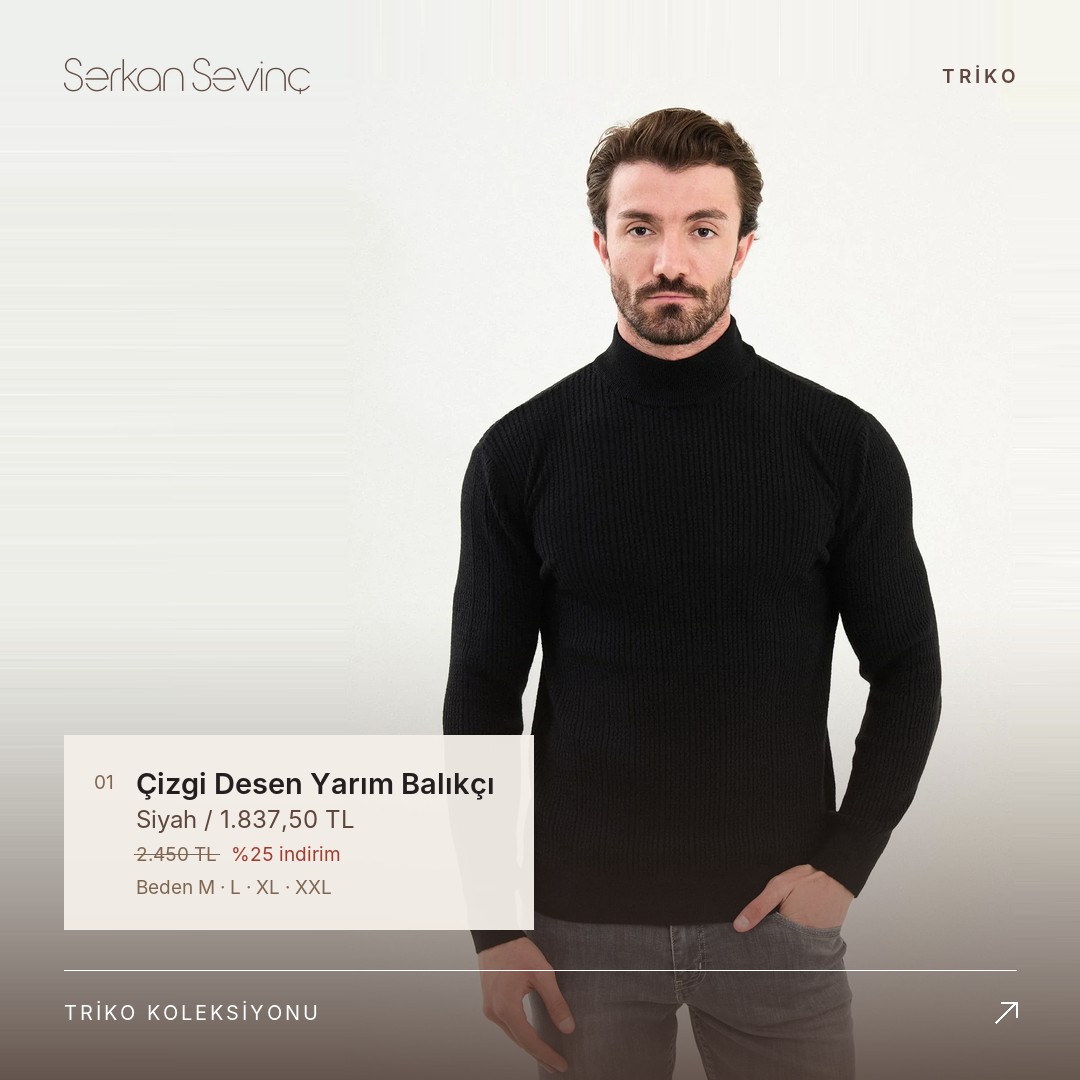 Serkan Sevinç
TRİKO
01 Çizgi Desen Yarım Balıkçı
Siyah / 1.837,50 TL
2.450 TL %25 indirim
Beden M · L · XL · XXL
TRİKO KOLEKSİYONU